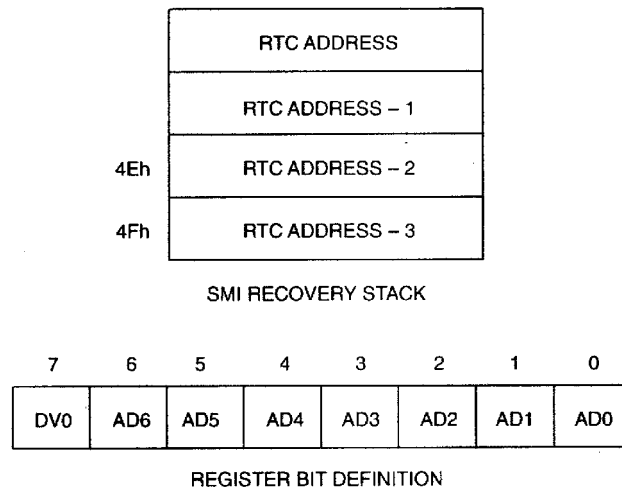 RTC ADDRESS
RTC ADDRESS – 1
4Eh RTC ADDRESS – 2
4Fh RTC ADDRESS – 3
SMI RECOVERY STACK
7 6 5 4 3 2 1 0
DV0 AD6 AD5 AD4 AD3 AD2 AD1 AD0
REGISTER BIT DEFINITION